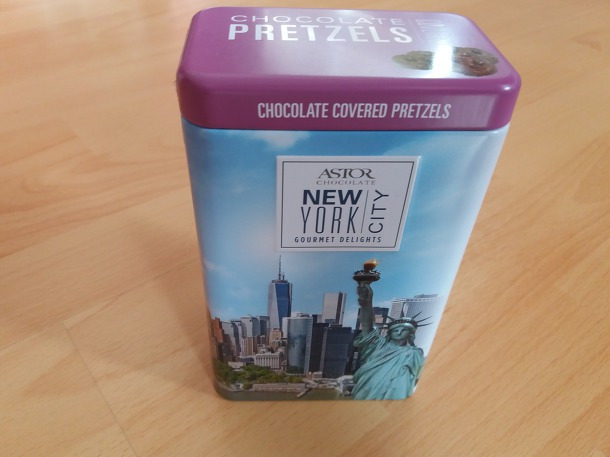 CHOCOLATE
PRETZELS
CHOCOLATE COVERED PRETZELS
ASTOR
CHOCOLATE
NEW
YORK
CITY
GOURMET DELIGHTS